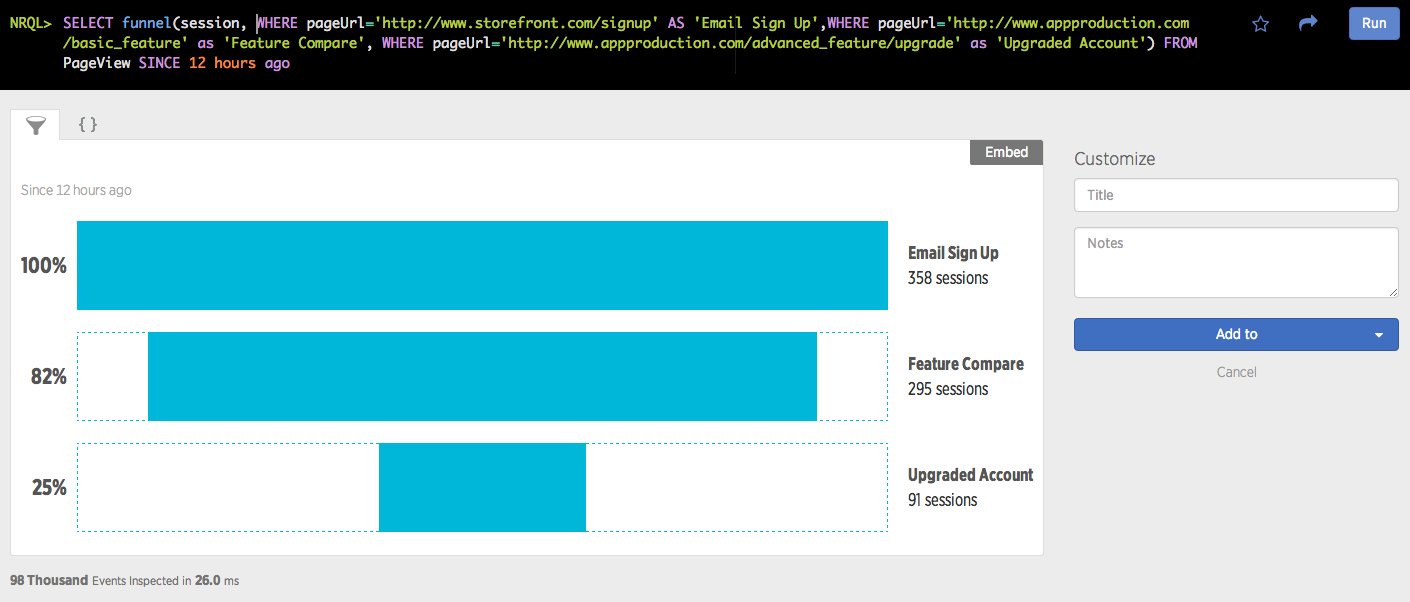 NRQL> SELECT funnel(session, WHERE pageUrl='http://www.storefront.com/signup' AS 'Email Sign Up',WHERE pageUrl='http://www.appproduction.com
/basic_feature' as 'Feature Compare', WHERE pageUrl='http://www.appproduction.com/advanced_feature/upgrade' as 'Upgraded Account') FROM
PageView SINCE 12 hours ago
Run
{ }
Embed
Since 12 hours ago
100%
Email Sign Up
358 sessions
82%
Feature Compare
295 sessions
25%
Upgraded Account
91 sessions
98 Thousand Events Inspected in 26.0 ms
Customize
Title
Notes
Add to
Cancel